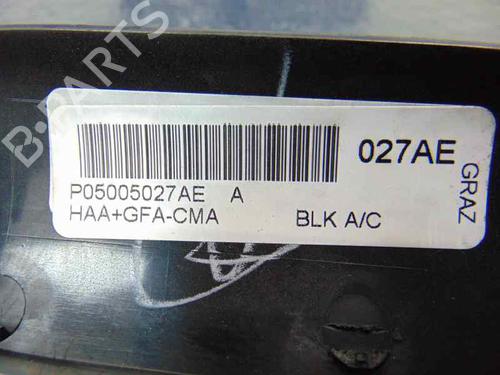 B-PARTS
027AE
P05005027AE A
HAA+GFA-CMA BLK A/C
GRAZ